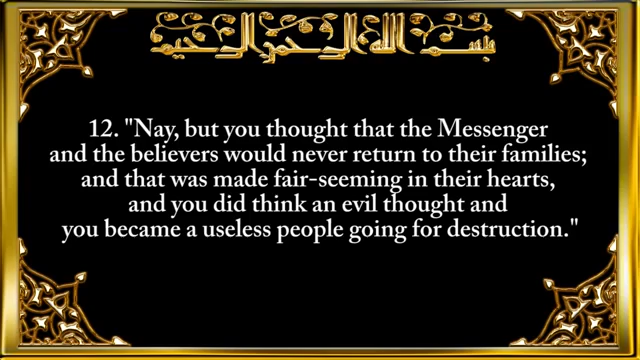 بسم الله الرحمن الرحيم
12. "Nay, but you thought that the Messenger
and the believers would never return to their families;
and that was made fair-seeming in their hearts,
and you did think an evil thought and
you became a useless people going for destruction."